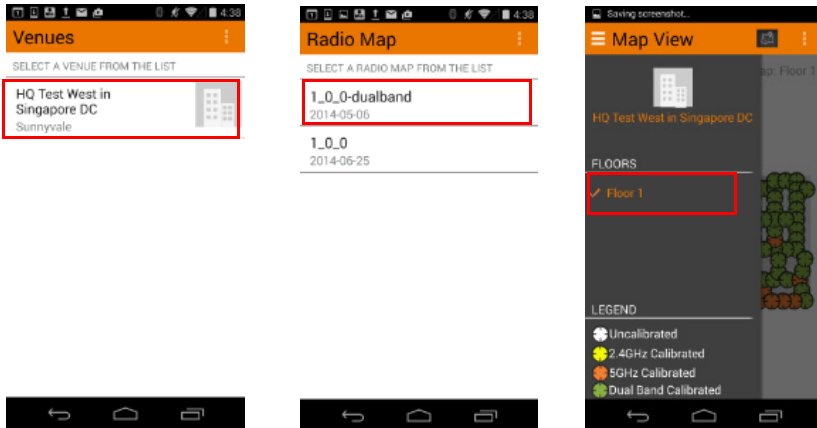 4:38
Venues
SELECT A VENUE FROM THE LIST
HQ Test West in
Singapore DC
Sunnyvale
4:38
Radio Map
SELECT A RADIO MAP FROM THE LIST
1_0_0-dualband
2014-05-06
1_0_0
2014-06-25
Saving screenshot...
Map View
ap: Floor 1
HQ Test West in Singapore DC
FLOORS
Floor 1
LEGEND
Uncalibrated
2.4GHz Calibrated
5GHz Calibrated
Dual Band Calibrated